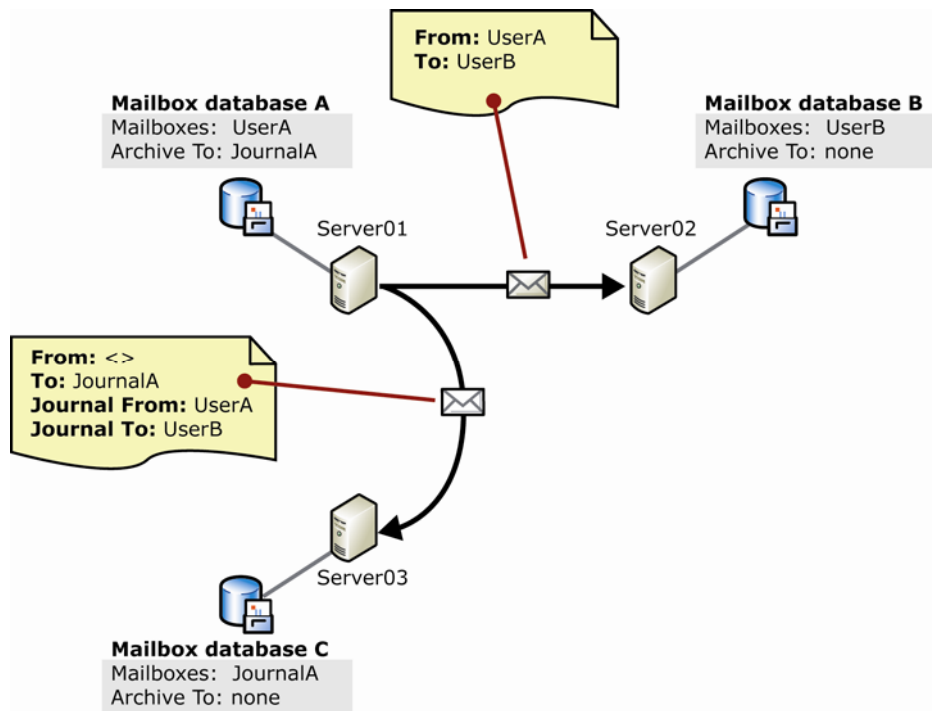 From: UserA
To: UserB
Mailbox database A
Mailboxes: UserA
Archive To: JournalA
Mailbox database B
Mailboxes: UserB
Archive To: none
Server01
Server02
From: <>
To: JournalA
Journal From: UserA
Journal To: UserB
Server03
Mailbox database C
Mailboxes: JournalA
Archive To: none